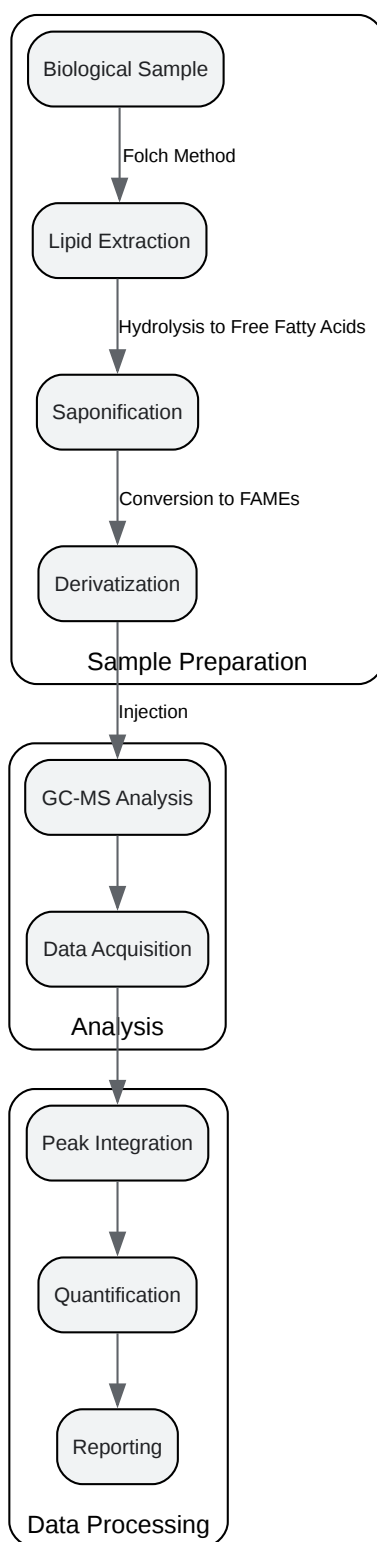 Biological Sample
Folch Method
Lipid Extraction
Hydrolysis to Free Fatty Acids
Saponification
Conversion to FAMEs
Derivatization
Sample Preparation
Injection
GC-MS Analysis
Data Acquisition
Analysis
Peak Integration
Quantification
Reporting
Data Processing